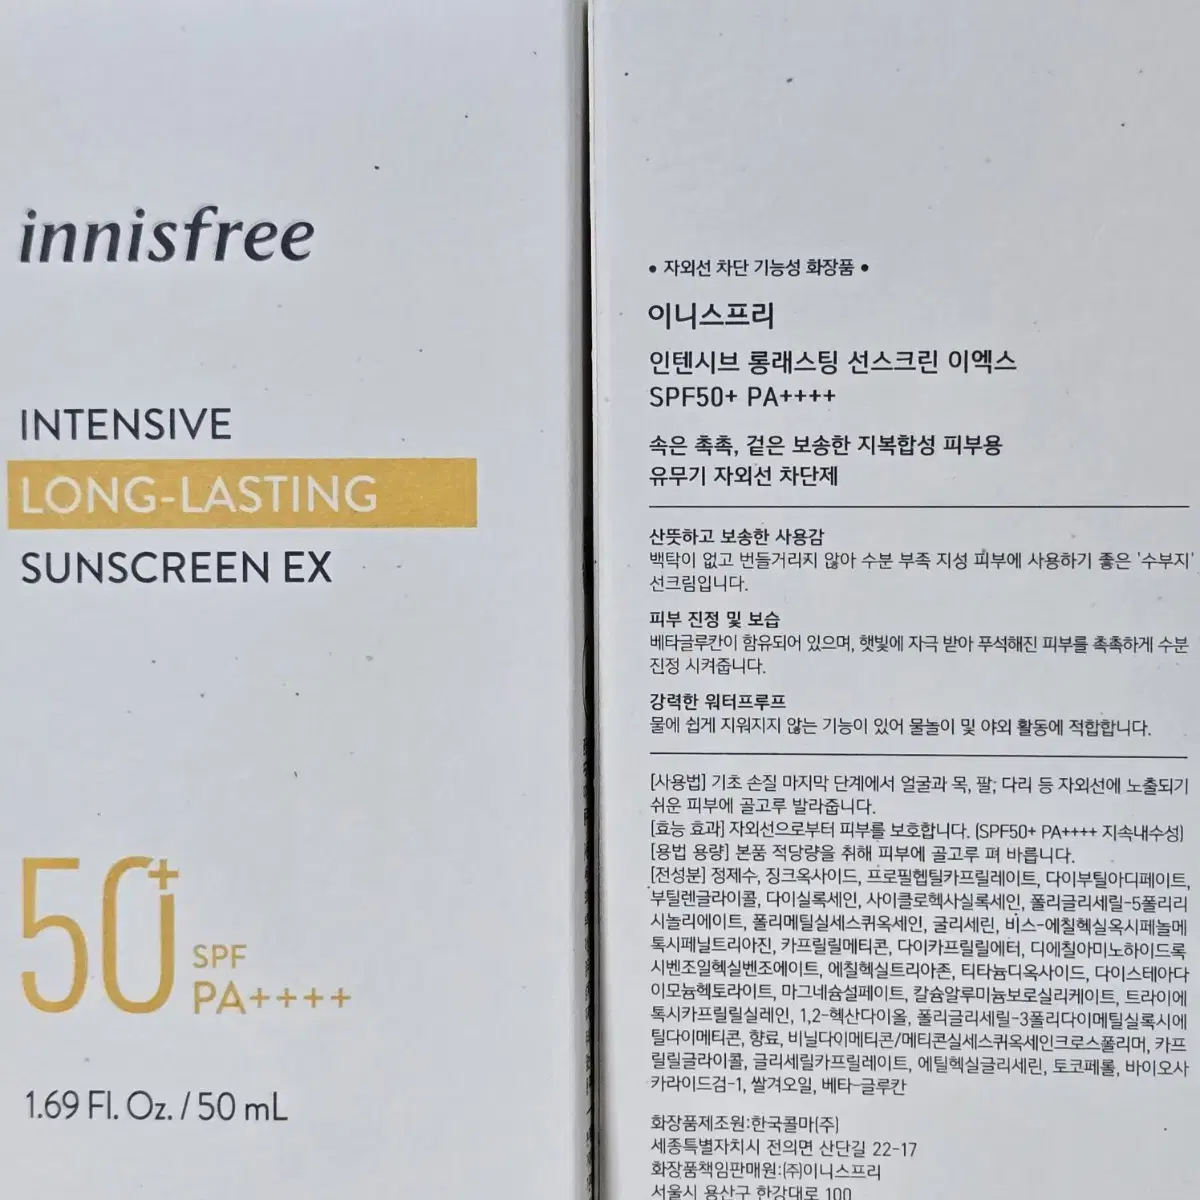 innisfree
INTENSIVE
LONG-LASTING
SUNSCREEN EX
50+
SPF
PA++++
1.69 Fl. Oz. / 50 mL
• 자외선 차단 기능성 화장품 •
이니스프리
인텐시브 롱래스팅 선스크린 이엑스
SPF50+ PA++++
속은 촉촉, 겉은 보송한 지복합성 피부용
유무기 자외선 차단제
산뜻하고 보송한 사용감
백탁이 없고 번들거리지 않아 수분 부족 지성 피부에 사용하기 좋은 '수부지'
선크림입니다.
피부 진정 및 보습
베타글루칸이 함유되어 있으며, 햇빛에 자극 받아 푸석해진 피부를 촉촉하게 수분
진정 시켜줍니다.
강력한 워터프루프
물에 쉽게 지워지지 않는 기능이 있어 물놀이 및 야외 활동에 적합합니다.
[사용법] 기초 손질 마지막 단계에서 얼굴과 목, 팔, 다리 등 자외선에 노출되기
쉬운 피부에 골고루 발라줍니다.
[효능 효과] 자외선으로부터 피부를 보호합니다. (SPF50+ PA++++ 지속내수성)
[용법 용량] 본품 적당량을 취해 피부에 골고루 펴 바릅니다.
[전성분] 정제수, 징크옥사이드, 프로필헵틸카프릴레이트, 다이부틸아디페이트,
부틸렌글라이콜, 다이실록세인, 사이클로헥사실록세인, 폴리글리세릴-5폴리리
시놀리에이트, 폴리메틸실세스퀴옥세인, 글리세린, 비스-에칠헥실옥시페놀메
톡시페닐트리아진, 카프릴릴메티콘, 다이카프릴릴에터, 디에칠아미노하이드록
시벤조일헥실벤조에이트, 에칠헥실트리아존, 티타늄디옥사이드, 다이스테아다
이모늄헥토라이트, 마그네슘설페이트, 칼슘알루미늄보로실리케이트, 트라이에
톡시카프릴릴실레인, 1,2-헥산다이올, 폴리글리세릴-3폴리다이메틸실록시에
틸다이메티콘, 향료, 비닐다이메티콘/메티콘실세스퀴옥세인크로스폴리머, 카프
릴릴글라이콜, 글리세릴카프릴레이트, 에틸헥실글리세린, 토코페롤, 바이오사
카라이드검-1, 쌀겨오일, 베타-글루칸
화장품제조원:한국콜마(주)
세종특별자치시 전의면 산단길 22-17
화장품책임판매원:(주)이니스프리
서울시 용산구 한강대로 100